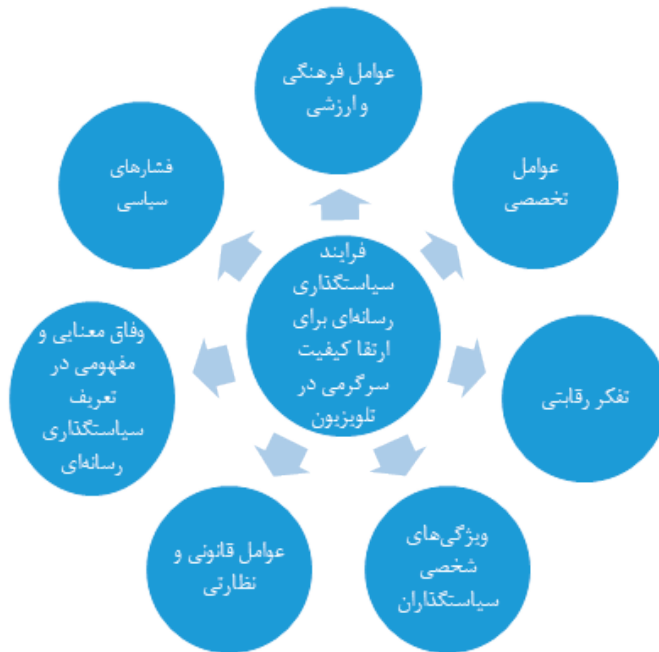 عوامل فرهنگی
و ارزشی
عوامل
تخصصی
تفکر رقابتی
ویژگی‌های
شخصی
سیاستگذاران
عوامل قانونی و
نظارتی
وفاق معنایی و
مفهومی در
تعریف
سیاستگذاری
رسانه‌ای
فشارهای
سیاسی
فرایند
سیاستگذاری
رسانه‌ای برای
ارتقا کیفیت
سرگرمی در
تلویزیون